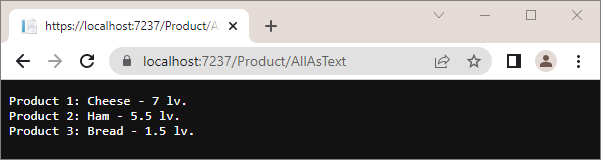 https://localhost:7237/Product/A
localhost:7237/Product/AllAsText
Product 1: Cheese - 7 lv.
Product 2: Ham - 5.5 lv.
Product 3: Bread - 1.5 lv.